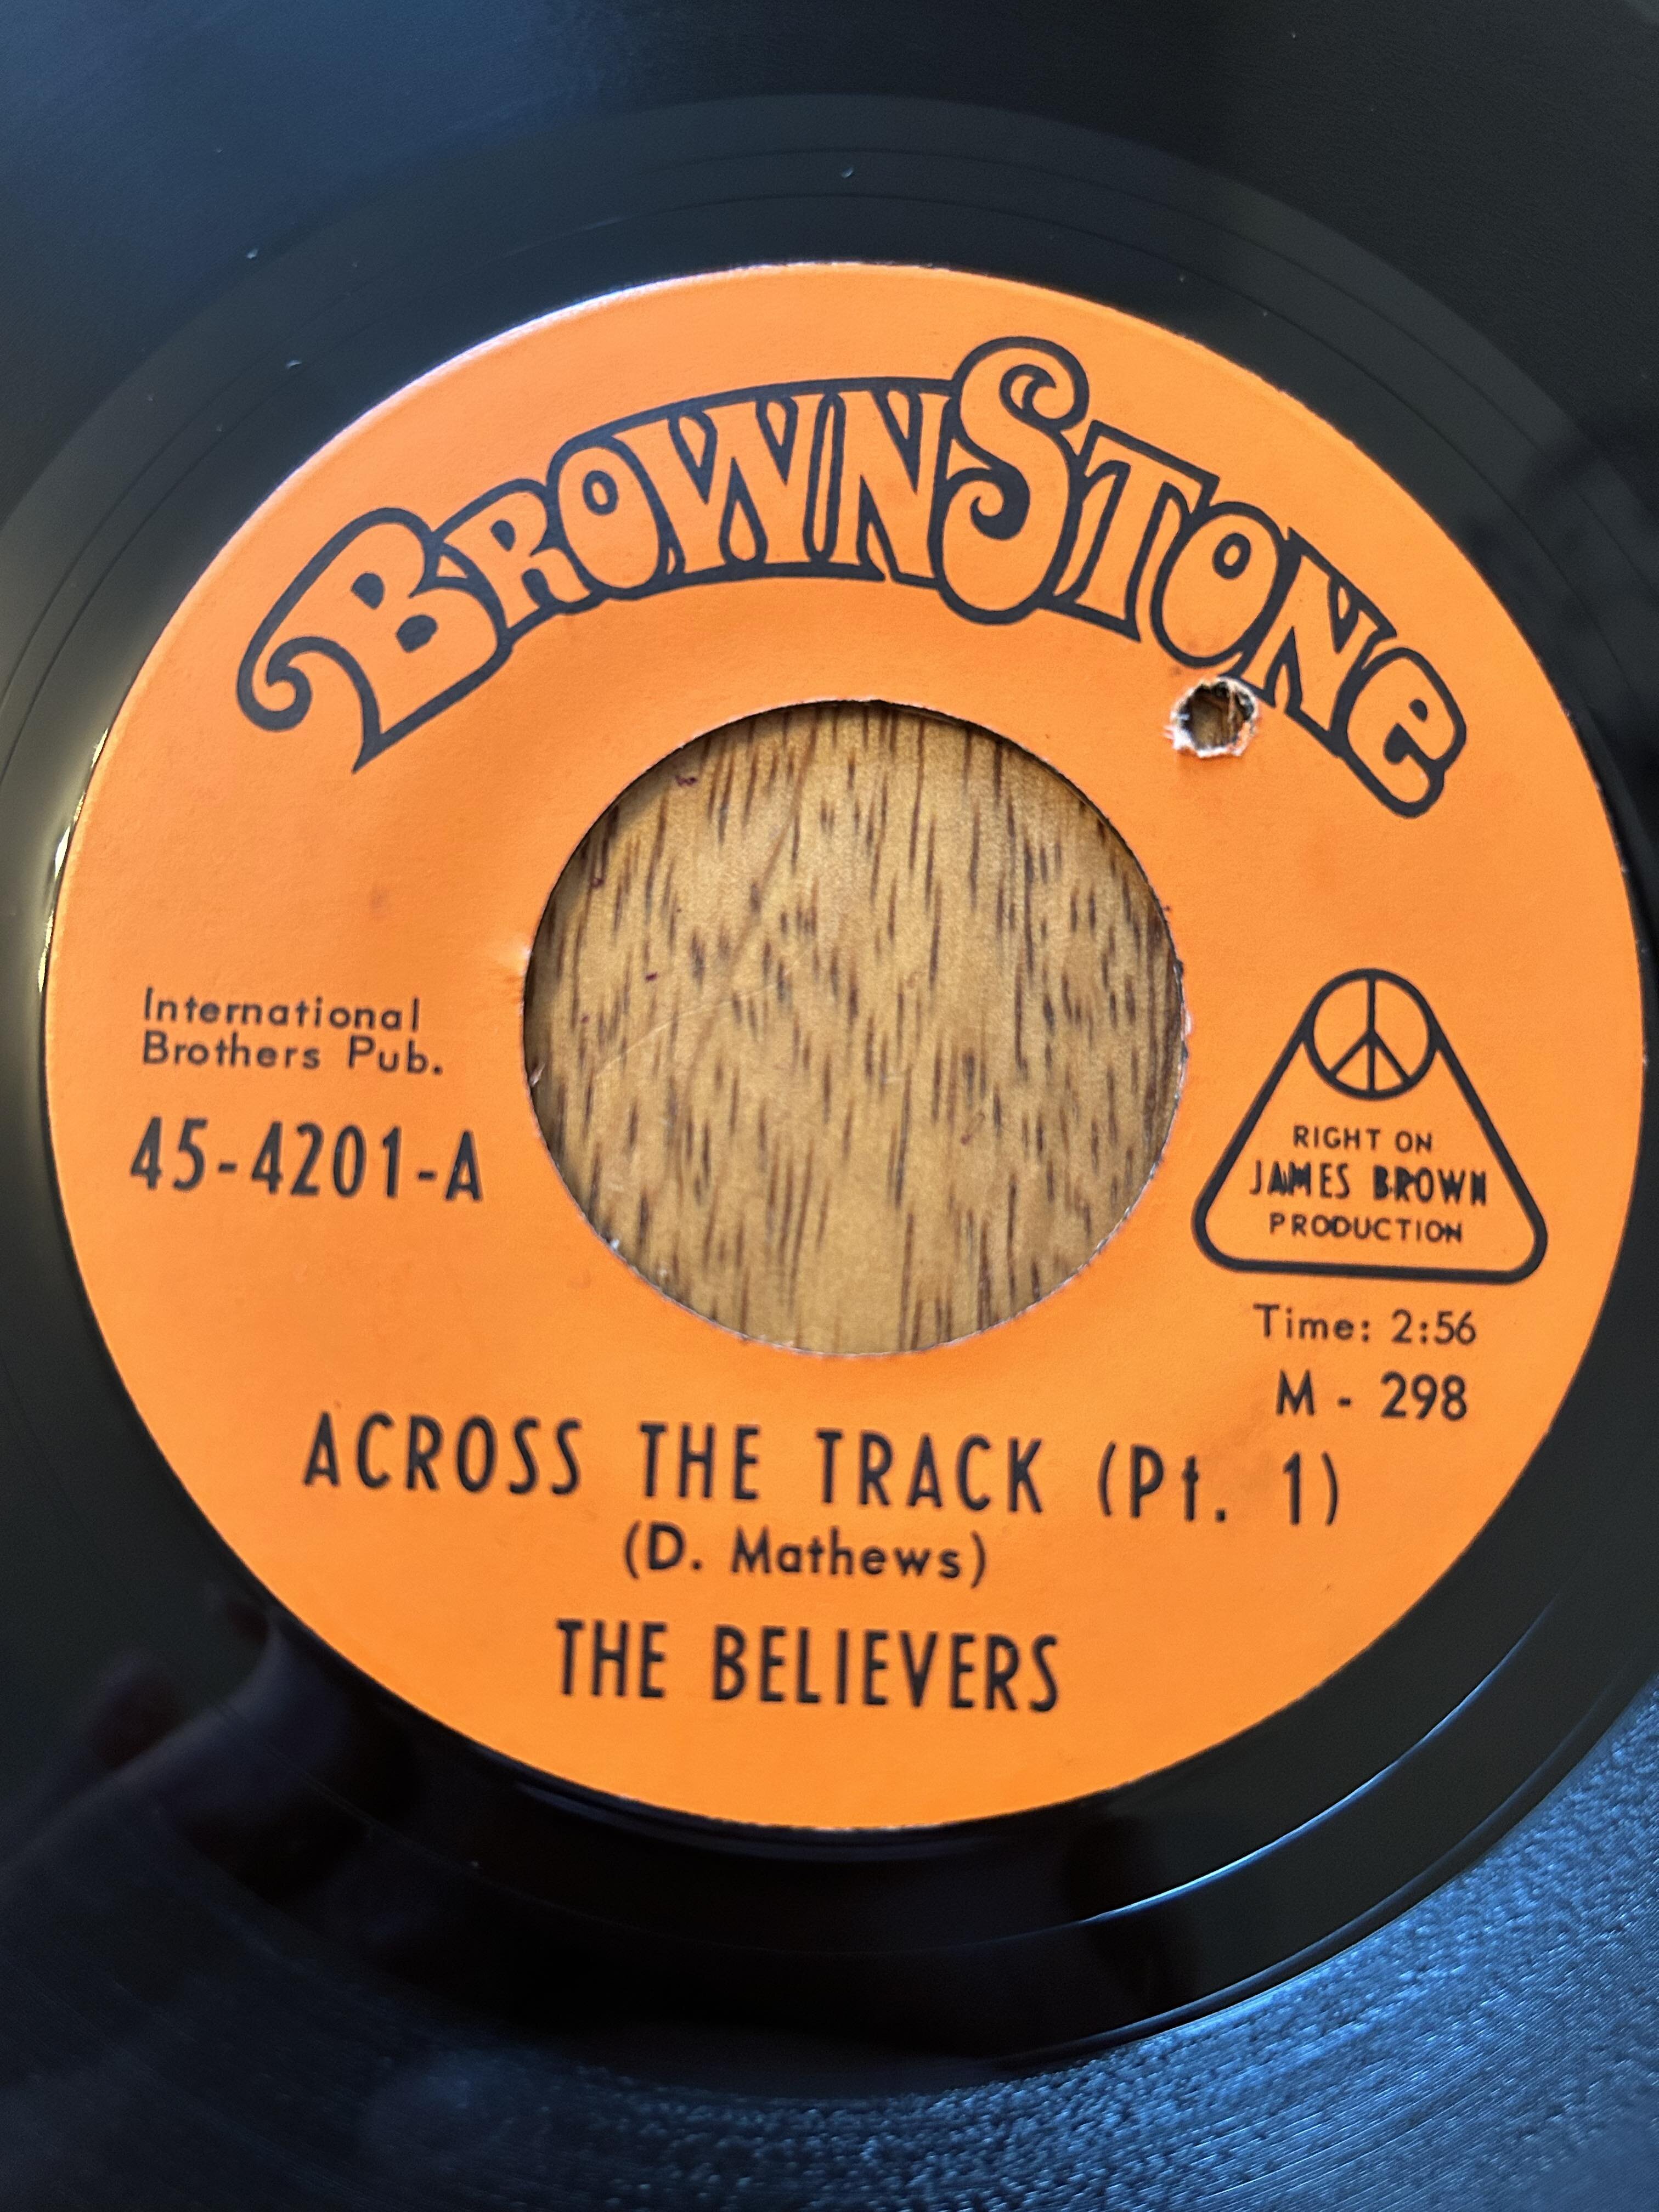 BROWNSTONE
International
Brothers Pub.
45-4201-A
RIGHT ON
JAMES BROWN
PRODUCTION
Time: 2:56
M - 298
ACROSS THE TRACK (Pt. 1)
(D. Mathews)
THE BELIEVERS